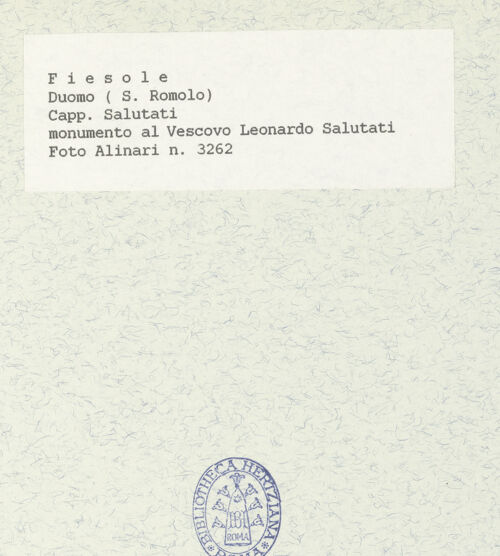 F i e s o l e
Duomo ( S. Romolo)
Capp. Salutati
monumento al Vescovo Leonardo Salutati
Foto Alinari n. 3262
BIBLIOTHECA HERTZIANA
ROMA